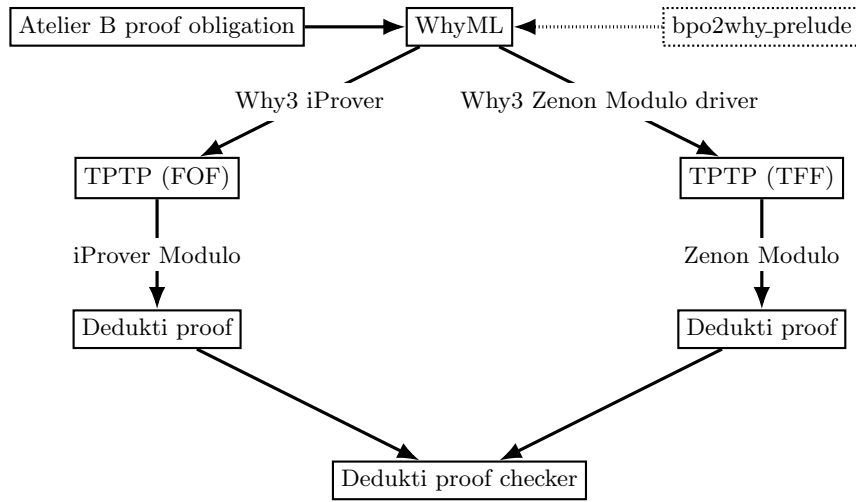 Atelier B proof obligation
WhyML
bpo2why_prelude
Why3 iProver
Why3 Zenon Modulo driver
TPTP (FOF)
TPTP (TFF)
iProver Modulo
Zenon Modulo
Dedukti proof
Dedukti proof
Dedukti proof checker